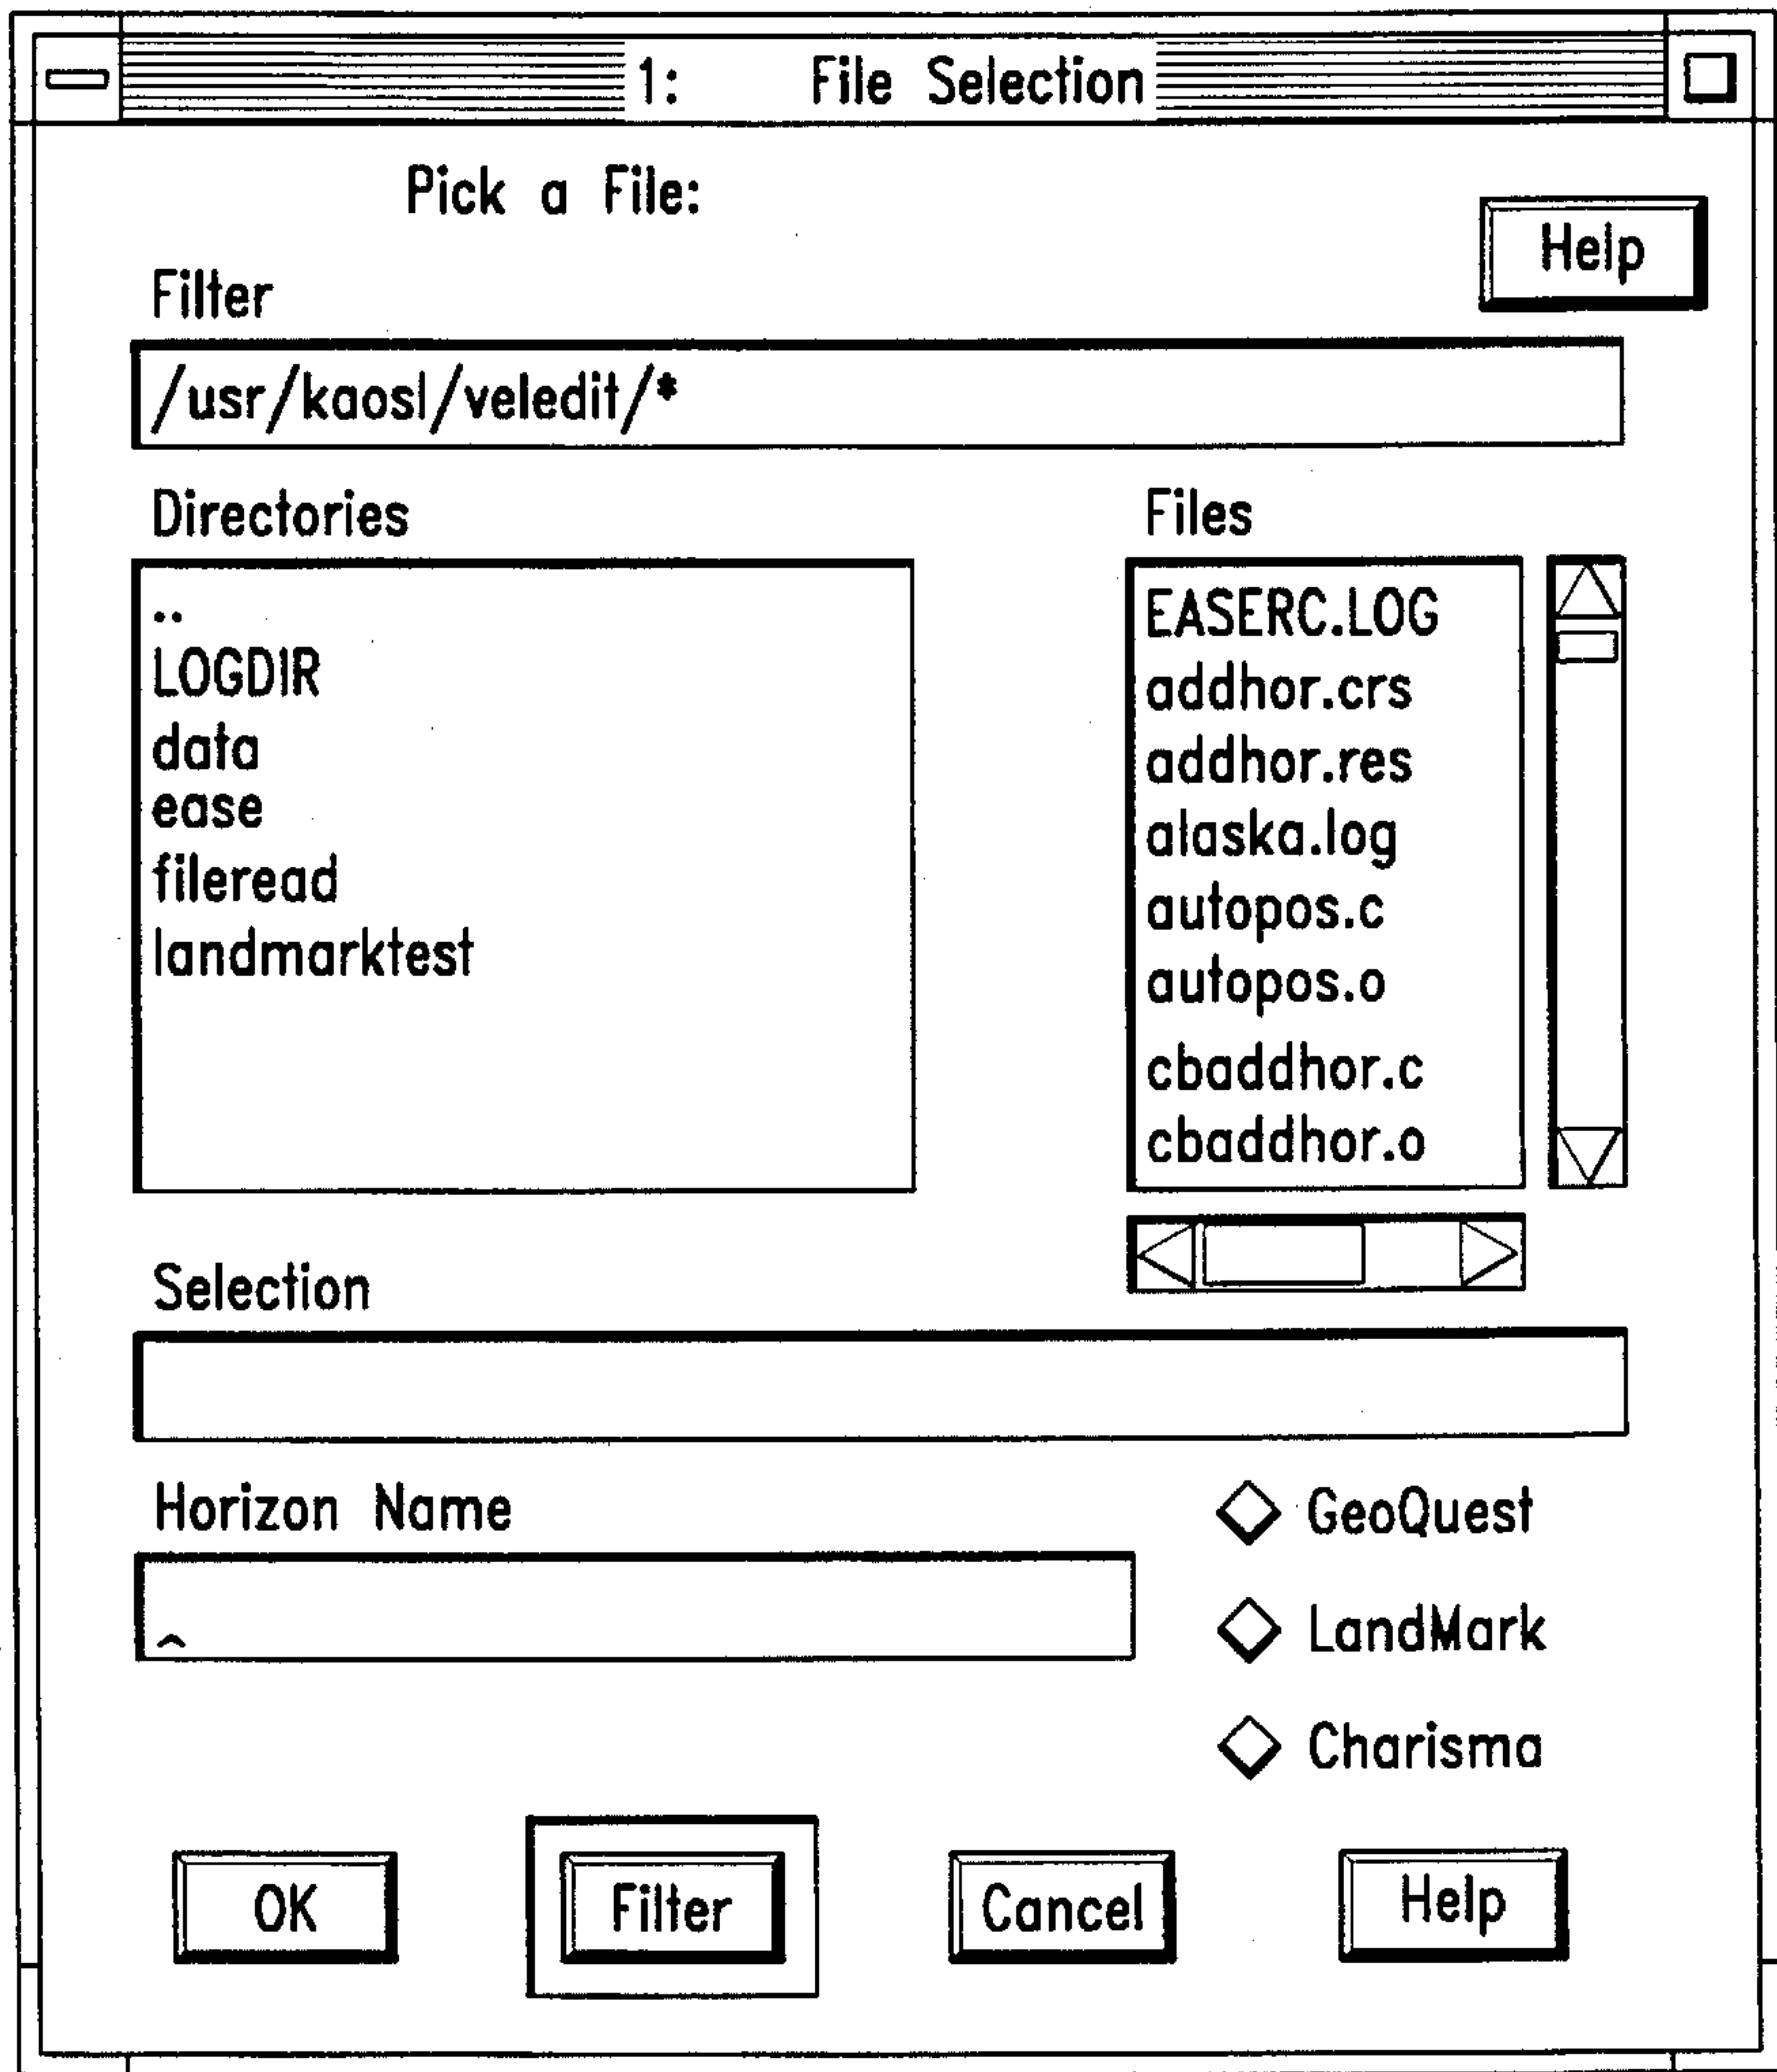 1: File Selection
Pick a File:
Help
Filter
/usr/kaosl/veledit/*
Directories
..
LOGDIR
data
ease
fileread
landmarktest
Files
EASERC.LOG
addhor.crs
addhor.res
alaska.log
autopos.c
autopos.o
cbaddhor.c
cbaddhor.o
Selection
Horizon Name
^
GeoQuest
LandMark
Charisma
OK
Filter
Cancel
Help